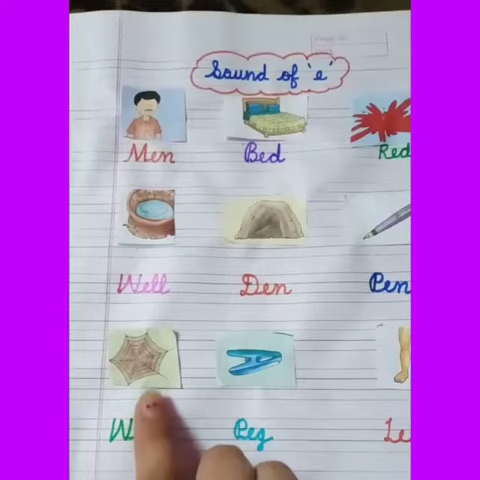 Sound of 'e'
Men Bed Red
Well Den Pen
Peg